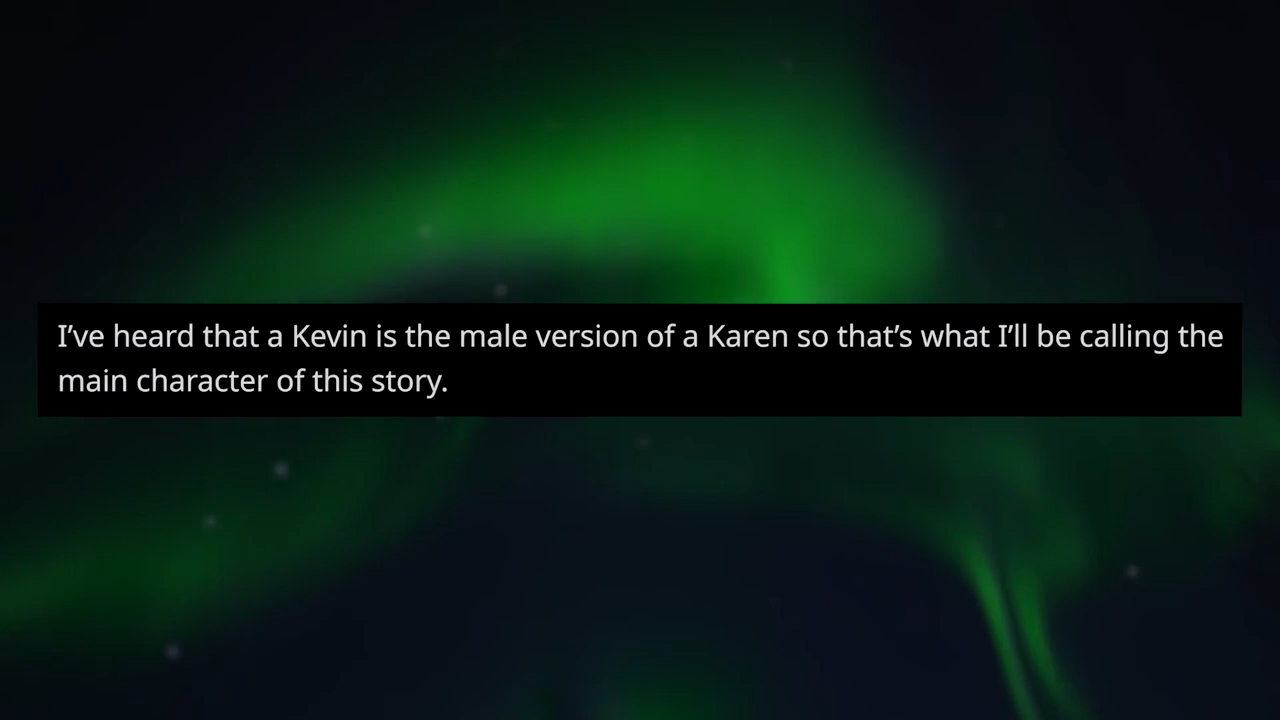 I’ve heard that a Kevin is the male version of a Karen so that’s what I’ll be calling the
main character of this story.